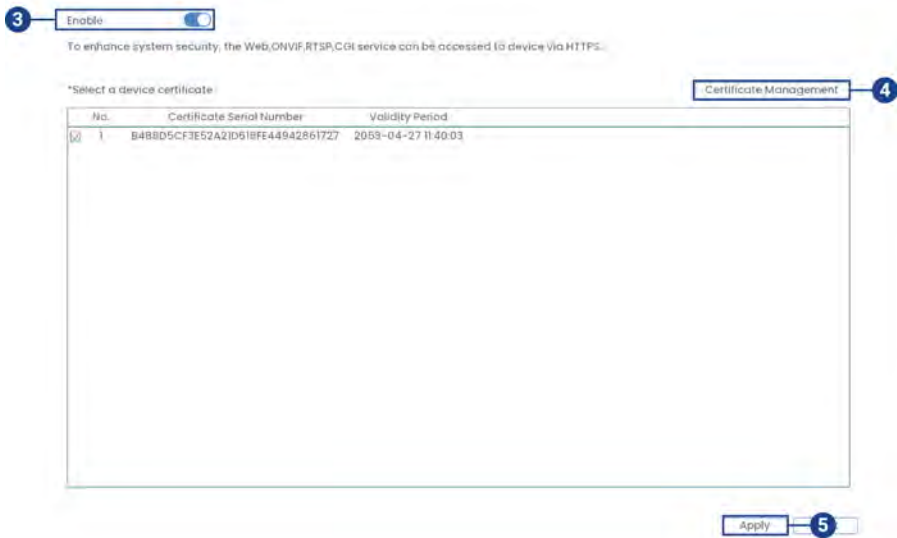 3 Enable
To enhance system security, the Web,ONVIF,RTSP,CGI service can be accessed to device via HTTPS.
*Select a device certificate
Certificate Management 4
No. Certificate Serial Number Validity Period
1 B4B8D5CF3E52A21D518FE44942861727 2053-04-27 11:40:03
Apply 5